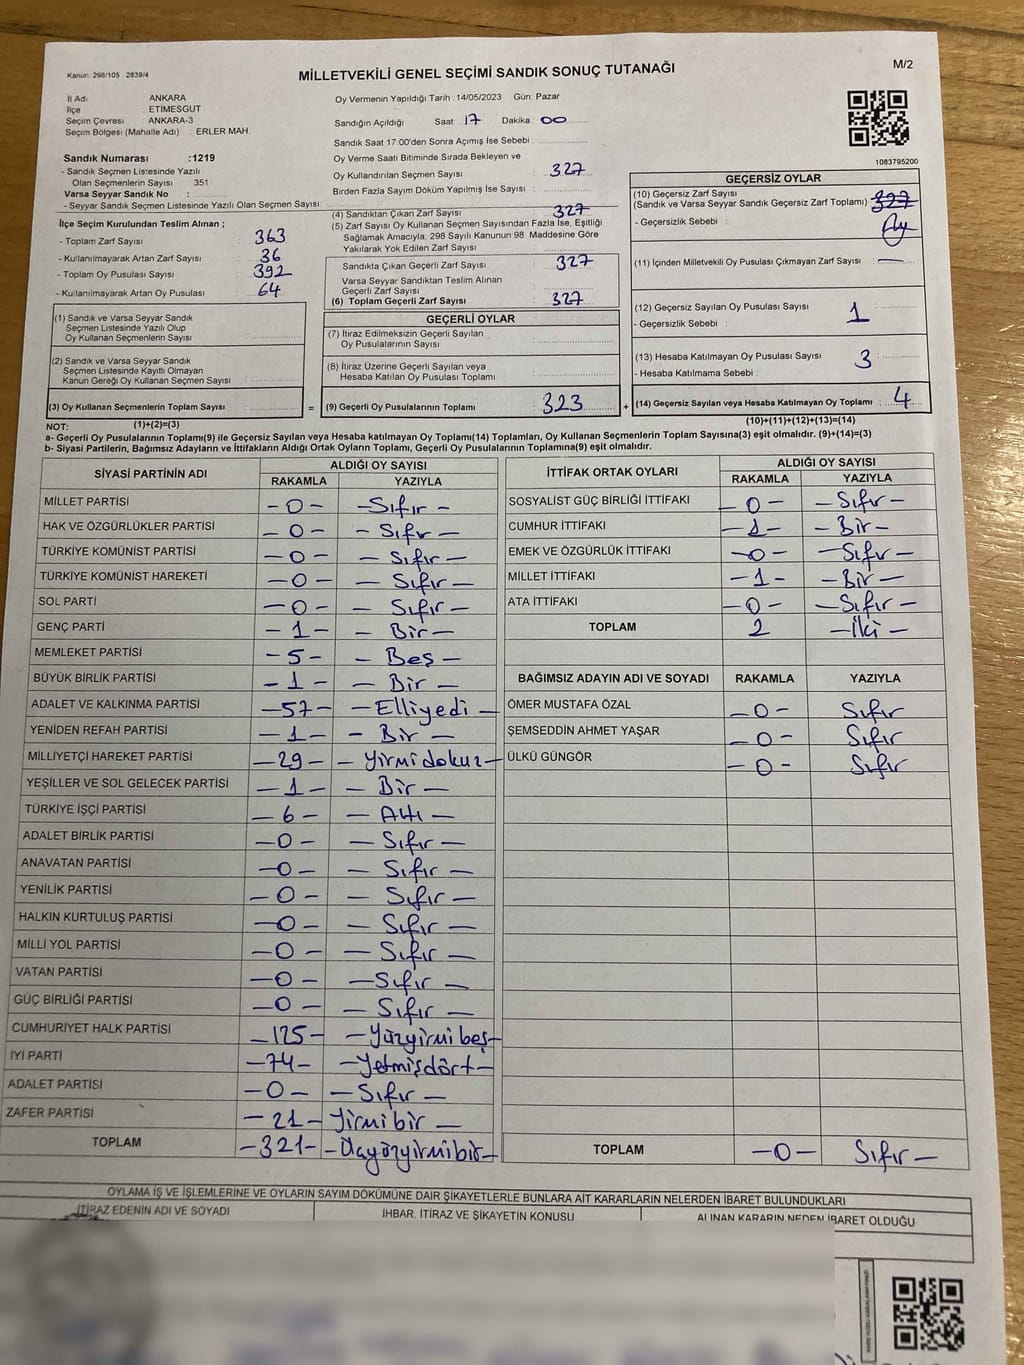 Kanun: 298/105 . 2839/4
MİLLETVEKİLİ GENEL SEÇİMİ SANDIK SONUÇ TUTANAĞI
M/2
İl Adı ANKARA
İlçe ETİMESGUT
Seçim Çevresi ANKARA-3
Seçim Bölgesi (Mahalle Adı) : ERLER MAH.
Sandık Numarası :1219
- Sandık Seçmen Listesinde Yazılı
Olan Seçmenlerin Sayısı 351
Varsa Seyyar Sandık No :
- Seyyar Sandık Seçmen Listesinde Yazılı Olan Seçmen Sayısı :
İlçe Seçim Kurulundan Teslim Alınan ;
- Toplam Zarf Sayısı : 363
- Kullanılmayarak Artan Zarf Sayısı : 36
- Toplam Oy Pusulası Sayısı : 392
- Kullanılmayarak Artan Oy Pusulası : 64
(1) Sandık ve Varsa Seyyar Sandık
Seçmen Listesinde Yazılı Olup
Oy Kullanan Seçmenlerin Sayısı :
(2) Sandık ve Varsa Seyyar Sandık
Seçmen Listesinde Kayıtlı Olmayan
Kanun Gereği Oy Kullanan Seçmen Sayısı :
(3) Oy Kullanan Seçmenlerin Toplam Sayısı : =
Oy Vermenin Yapıldığı Tarih : 14/05/2023 Gün: Pazar
Sandığın Açıldığı Saat: 17 Dakika : 00
Sandık Saat 17:00'den Sonra Açımış İse Sebebi :
Oy Verme Saati Bitiminde Sırada Bekleyen ve
Oy Kullandırılan Seçmen Sayısı : 327
Birden Fazla Sayım Döküm Yapılmış İse Sayısı :
(4) Sandıktan Çıkan Zarf Sayısı : 327
(5) Zarf Sayısı Oy Kullanan Seçmen Sayısından Fazla İse, Eşitliği
Sağlamak Amacıyla, 298 Sayılı Kanunun 98. Maddesine Göre
Yakılarak Yok Edilen Zarf Sayısı :
Sandıkta Çıkan Geçerli Zarf Sayısı : 327
Varsa Seyyar Sandıktan Teslim Alınan
Geçerli Zarf Sayısı :
(6) Toplam Geçerli Zarf Sayısı : 327
GEÇERLİ OYLAR
(7) İtiraz Edilmeksizin Geçerli Sayılan
Oy Pusulalarının Sayısı :
(8) İtiraz Üzerine Geçerli Sayılan veya
Hesaba Katılan Oy Pusulası Toplamı :
(9) Geçerli Oy Pusulalarının Toplamı : 323 +
1083795200
GEÇERSİZ OYLAR
(10) Geçersiz Zarf Sayısı
(Sandık ve Varsa Seyyar Sandık Geçersiz Zarf Toplamı) : 327
- Geçersizlik Sebebi :
(11) İçinden Milletvekili Oy Pusulası Çıkmayan Zarf Sayısı : —
(12) Geçersiz Sayılan Oy Pusulası Sayısı : 1
- Geçersizlik Sebebi :
(13) Hesaba Katılmayan Oy Pusulası Sayısı : 3
- Hesaba Katılmama Sebebi :
(14) Geçersiz Sayılan veya Hesaba Katılmayan Oy Toplamı : 4
NOT: (1)+(2)=(3) (10)+(11)+(12)+(13)=(14)
a- Geçerli Oy Pusulalarının Toplamı(9) ile Geçersiz Sayılan veya Hesaba katılmayan Oy Toplamı(14) Toplamları, Oy Kullanan Seçmenlerin Toplam Sayısına(3) eşit olmalıdır. (9)+(14)=(3)
b- Siyasi Partilerin, Bağımsız Adayların ve İttifakların Aldığı Ortak Oyların Toplamı, Geçerli Oy Pusulalarının Toplamına(9) eşit olmalıdır.
SİYASİ PARTİNİN ADI ALDIĞI OY SAYISI
RAKAMLA YAZIYLA
MİLLET PARTİSİ -0- -Sıfır-
HAK VE ÖZGÜRLÜKLER PARTİSİ -0- -Sıfır-
TÜRKİYE KOMÜNİST PARTİSİ -0- -Sıfır-
TÜRKİYE KOMÜNİST HAREKETİ -0- -Sıfır-
SOL PARTİ -0- -Sıfır-
GENÇ PARTİ -1- -Bir-
MEMLEKET PARTİSİ -5- -Beş-
BÜYÜK BİRLİK PARTİSİ -1- -Bir-
ADALET VE KALKINMA PARTİSİ -57- -Elliyedi-
YENİDEN REFAH PARTİSİ -1- -Bir-
MİLLİYETÇİ HAREKET PARTİSİ -29- -Yirmidokuz-
YEŞİLLER VE SOL GELECEK PARTİSİ -1- -Bir-
TÜRKİYE İŞÇİ PARTİSİ -6- -Altı-
ADALET BİRLİK PARTİSİ -0- -Sıfır-
ANAVATAN PARTİSİ -0- -Sıfır-
YENİLİK PARTİSİ -0- -Sıfır-
HALKIN KURTULUŞ PARTİSİ -0- -Sıfır-
MİLLİ YOL PARTİSİ -0- -Sıfır-
VATAN PARTİSİ -0- -Sıfır-
GÜÇ BİRLİĞİ PARTİSİ -0- -Sıfır-
CUMHURİYET HALK PARTİSİ -125- -Yüzyirmibeş-
İYİ PARTİ -74- -Yetmişdört-
ADALET PARTİSİ -0- -Sıfır-
ZAFER PARTİSİ -21- Yirmibir-
TOPLAM -321- -Üçyüzyirmibir-
İTTİFAK ORTAK OYLARI ALDIĞI OY SAYISI
RAKAMLA YAZIYLA
SOSYALİST GÜÇ BİRLİĞİ İTTİFAKI -0- -Sıfır-
CUMHUR İTTİFAKI -1- -Bir-
EMEK VE ÖZGÜRLÜK İTTİFAKI -0- -Sıfır-
MİLLET İTTİFAKI -1- -Bir-
ATA İTTİFAKI -0- -Sıfır-
TOPLAM 2 -İki-
BAĞIMSIZ ADAYIN ADI VE SOYADI RAKAMLA YAZIYLA
ÖMER MUSTAFA ÖZAL -0- Sıfır
ŞEMSEDDİN AHMET YAŞAR -0- Sıfır
ÜLKÜ GÜNGÖR -0- Sıfır
TOPLAM -0- Sıfır-
OYLAMA İŞ VE İŞLEMLERİNE VE OYLARIN SAYIM DÖKÜMÜNE DAİR ŞİKAYETLERLE BUNLARA AİT KARARLARIN NELERDEN İBARET BULUNDUKLARI
İTİRAZ EDENİN ADI VE SOYADI İHBAR, İTİRAZ VE ŞİKAYETİN KONUSU ALINAN KARARIN NEDEN İBARET OLDUĞU